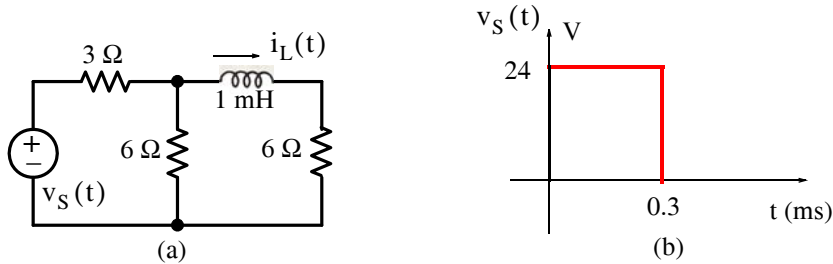 3 Ω
i_L(t)
1 mH
6 Ω
6 Ω
+
−
v_S(t)
(a)
v_S(t)
V
24
0.3
t (ms)
(b)